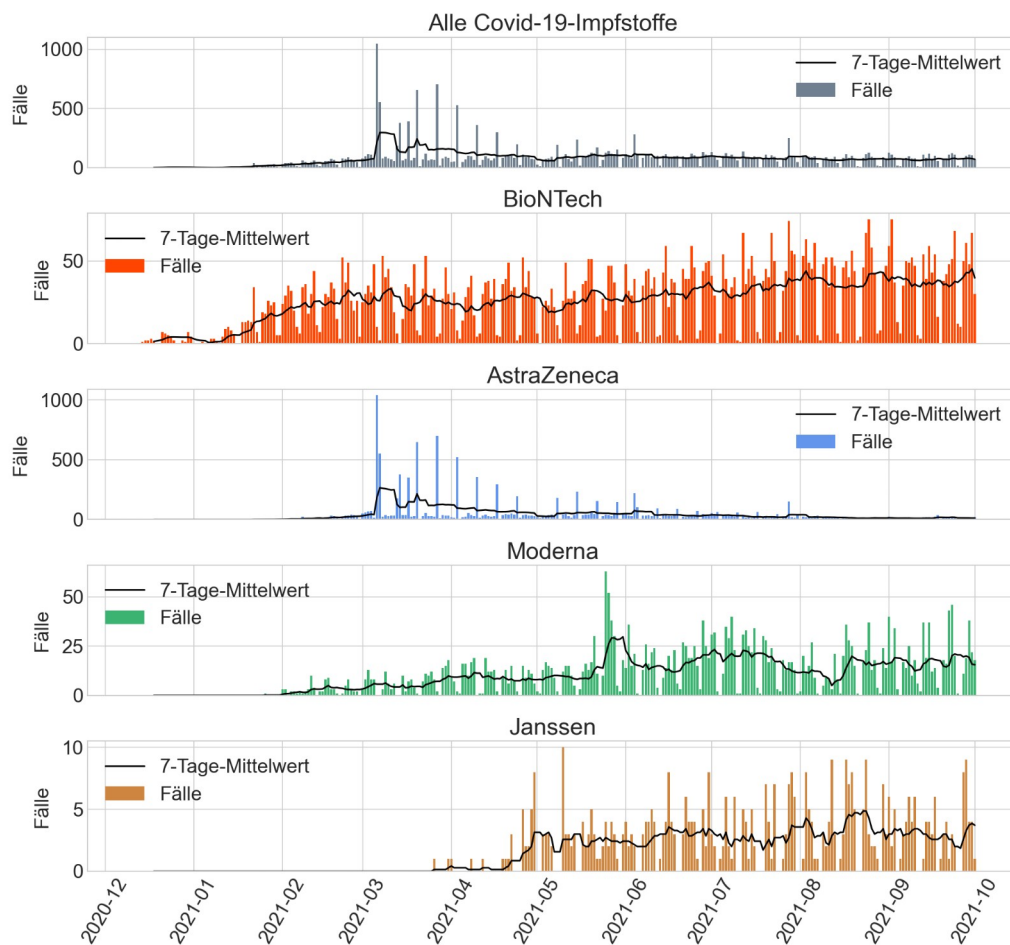 Alle Covid-19-Impfstoffe
1000
500
0
Fälle
7-Tage-Mittelwert
Fälle
BioNTech
50
25
0
Fälle
7-Tage-Mittelwert
Fälle
AstraZeneca
1000
500
0
Fälle
7-Tage-Mittelwert
Fälle
Moderna
50
25
0
Fälle
7-Tage-Mittelwert
Fälle
Janssen
10
5
0
Fälle
7-Tage-Mittelwert
Fälle
2020-12
2021-01
2021-02
2021-03
2021-04
2021-05
2021-06
2021-07
2021-08
2021-09
2021-10